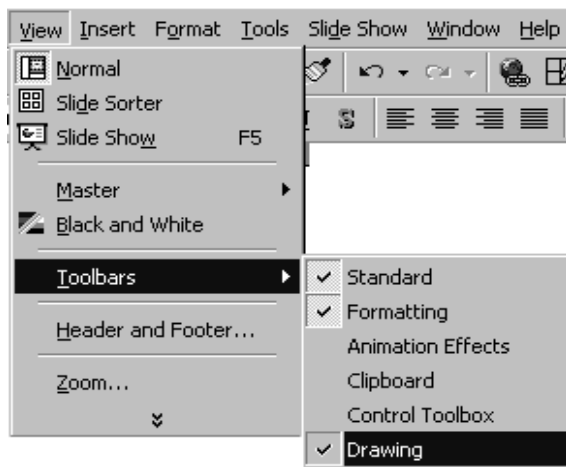 View Insert Format Tools Slide Show Window Help
Normal
Slide Sorter
Slide Show F5
Master
Black and White
Toolbars
Header and Footer...
Zoom...
S
Standard
Formatting
Animation Effects
Clipboard
Control Toolbox
Drawing